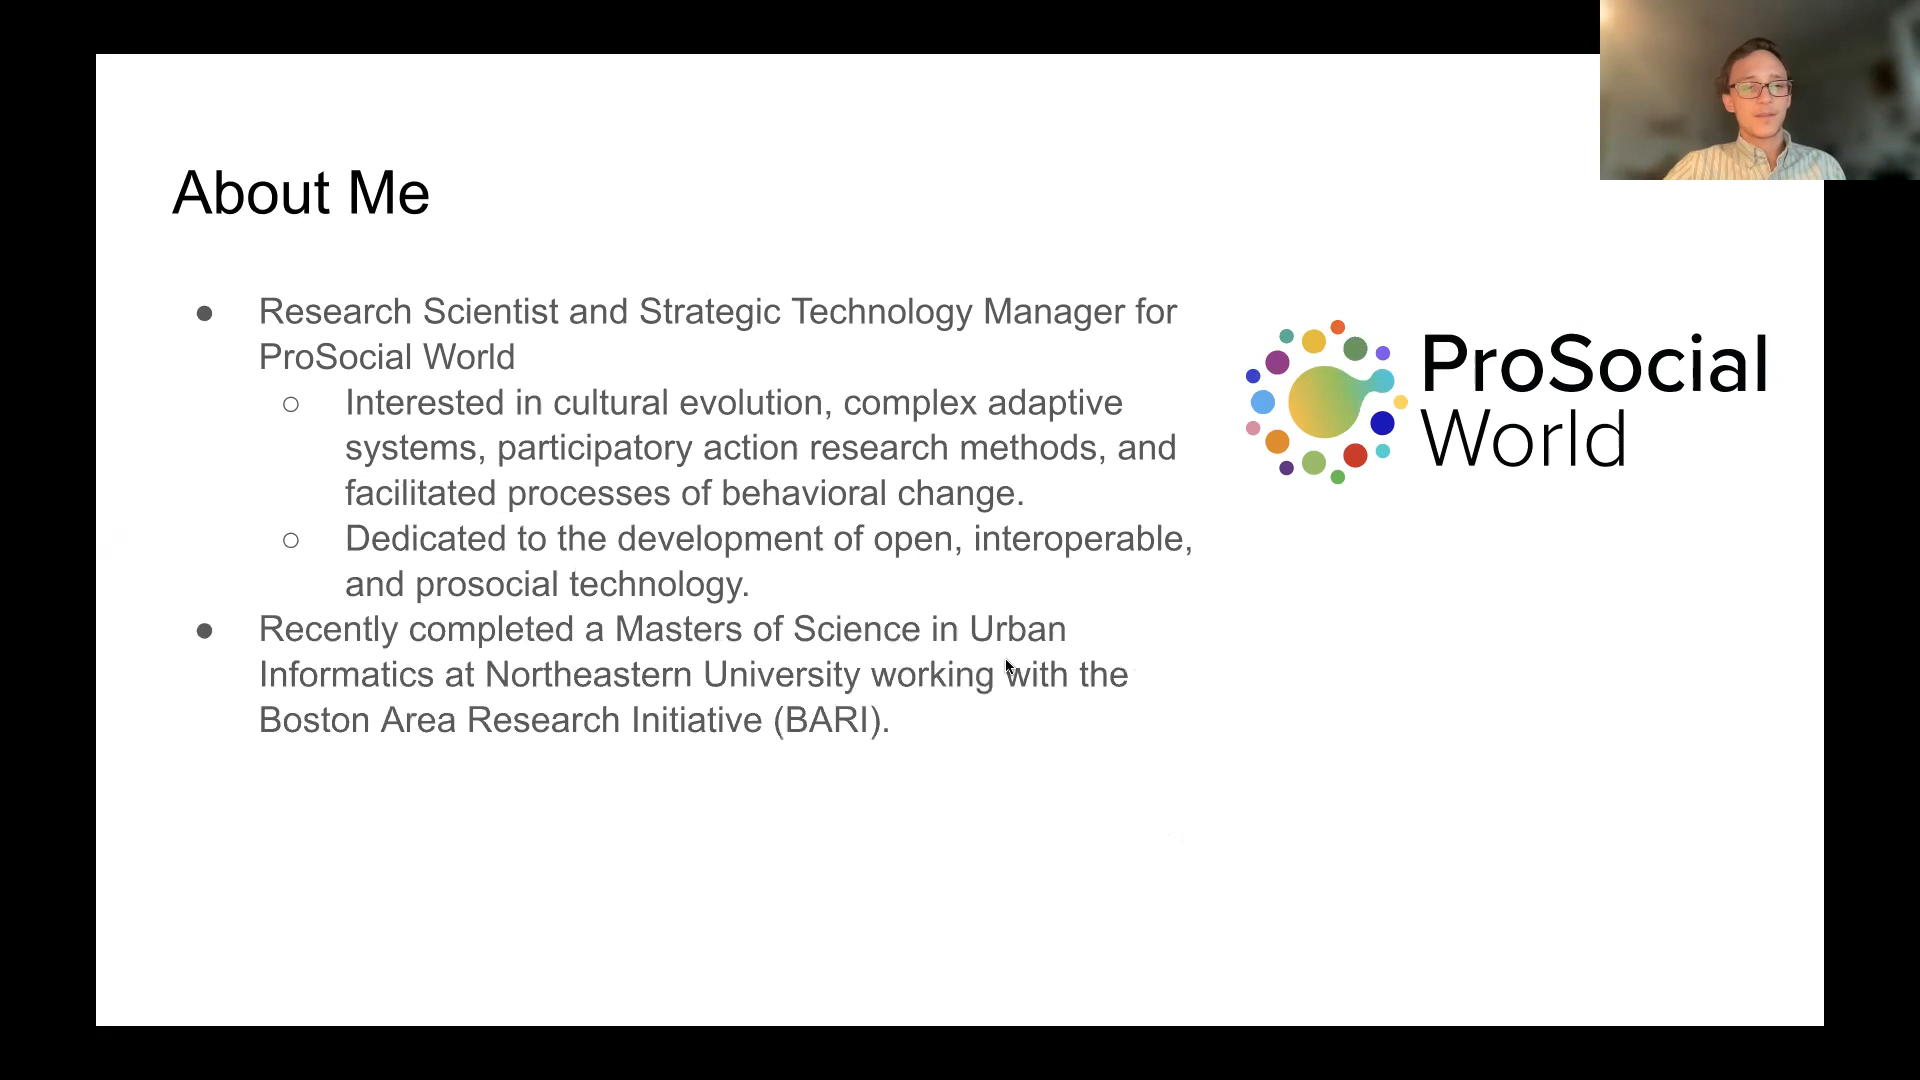 About Me
● Research Scientist and Strategic Technology Manager for
ProSocial World
○ Interested in cultural evolution, complex adaptive
systems, participatory action research methods, and
facilitated processes of behavioral change.
○ Dedicated to the development of open, interoperable,
and prosocial technology.
● Recently completed a Masters of Science in Urban
Informatics at Northeastern University working with the
Boston Area Research Initiative (BARI).
ProSocial
World